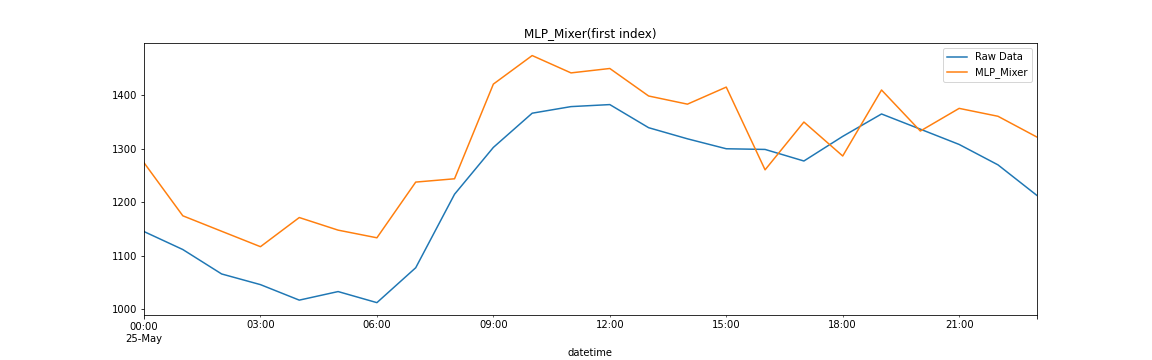 MLP_Mixer(first index)
Raw Data
MLP_Mixer
1400
1300
1200
1100
1000
00:00 03:00 06:00 09:00 12:00 15:00 18:00 21:00
25-May
datetime